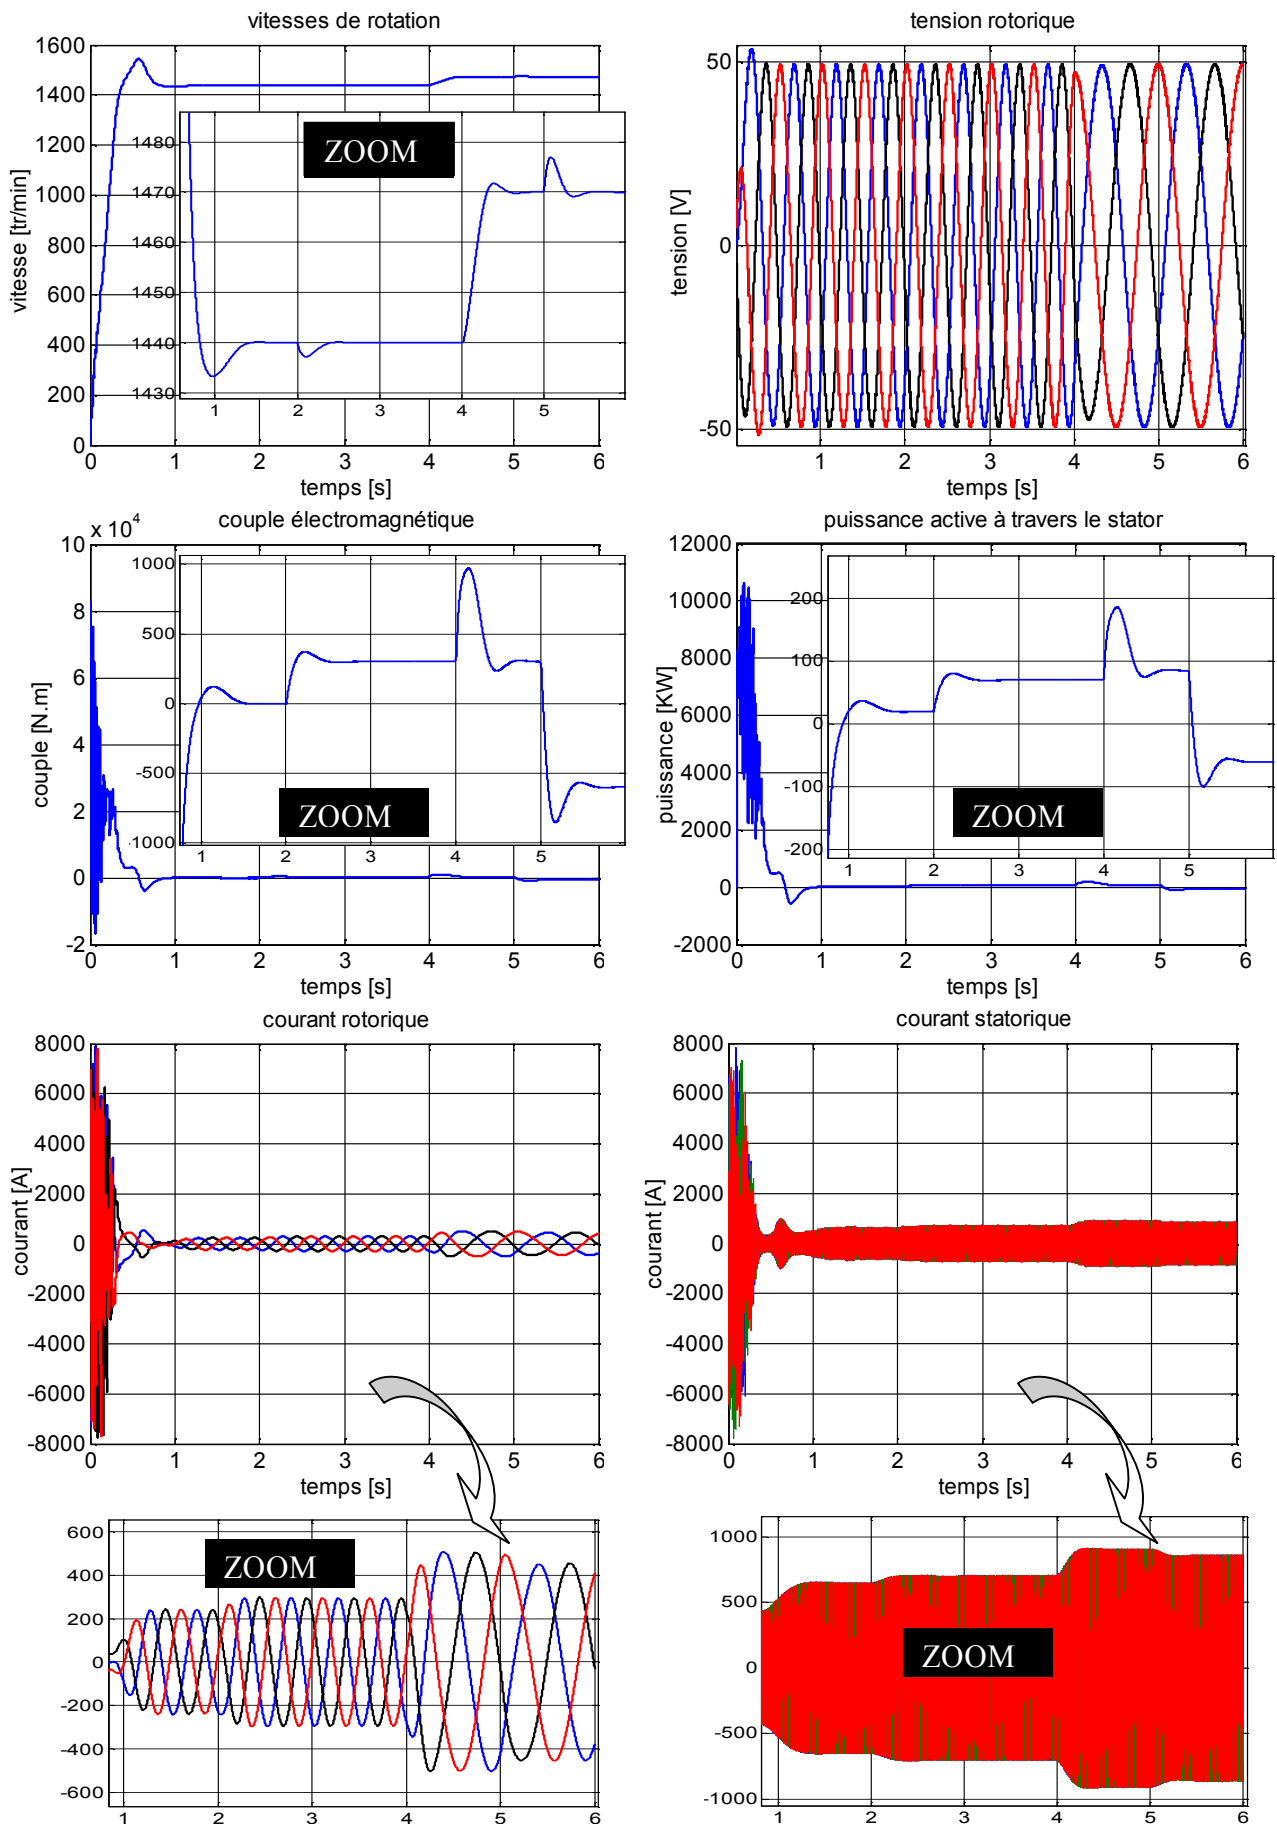 vitesses de rotation
1600
1400
1200
1000
800
600
400
200
0
vitesse [tr/min]
ZOOM
1480
1470
1460
1450
1440
1430
1 2 3 4 5
0 1 2 3 4 5 6
temps [s]
tension rotorique
50
0
-50
tension [V]
1 2 3 4 5 6
temps [s]
couple électromagnétique
x 10^4
10
8
6
4
2
0
-2
couple [N.m]
1000
500
0
-500
-1000
ZOOM
1 2 3 4 5
0 1 2 3 4 5 6
temps [s]
puissance active à travers le stator
12000
10000
8000
6000
4000
2000
0
-2000
puissance [KW]
200
100
0
-100
-200
ZOOM
1 2 3 4 5
0 1 2 3 4 5 6
temps [s]
courant rotorique
8000
6000
4000
2000
0
-2000
-4000
-6000
-8000
courant [A]
0 1 2 3 4 5 6
temps [s]
courant statorique
8000
6000
4000
2000
0
-2000
-4000
-6000
-8000
courant [A]
0 1 2 3 4 5 6
temps [s]
600
400
200
0
-200
-400
-600
ZOOM
1 2 3 4 5 6
1000
500
0
-500
-1000
ZOOM
1 2 3 4 5 6